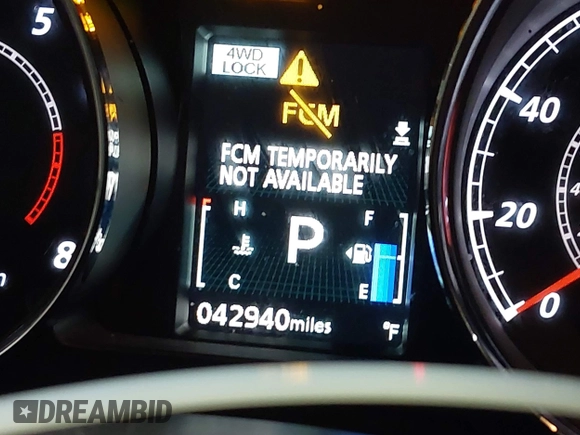 5
8
4WD
LOCK
FCM
FCM TEMPORARILY
NOT AVAILABLE
H
F
P
C
E
042940miles
°F
40
20
0
DREAMBID